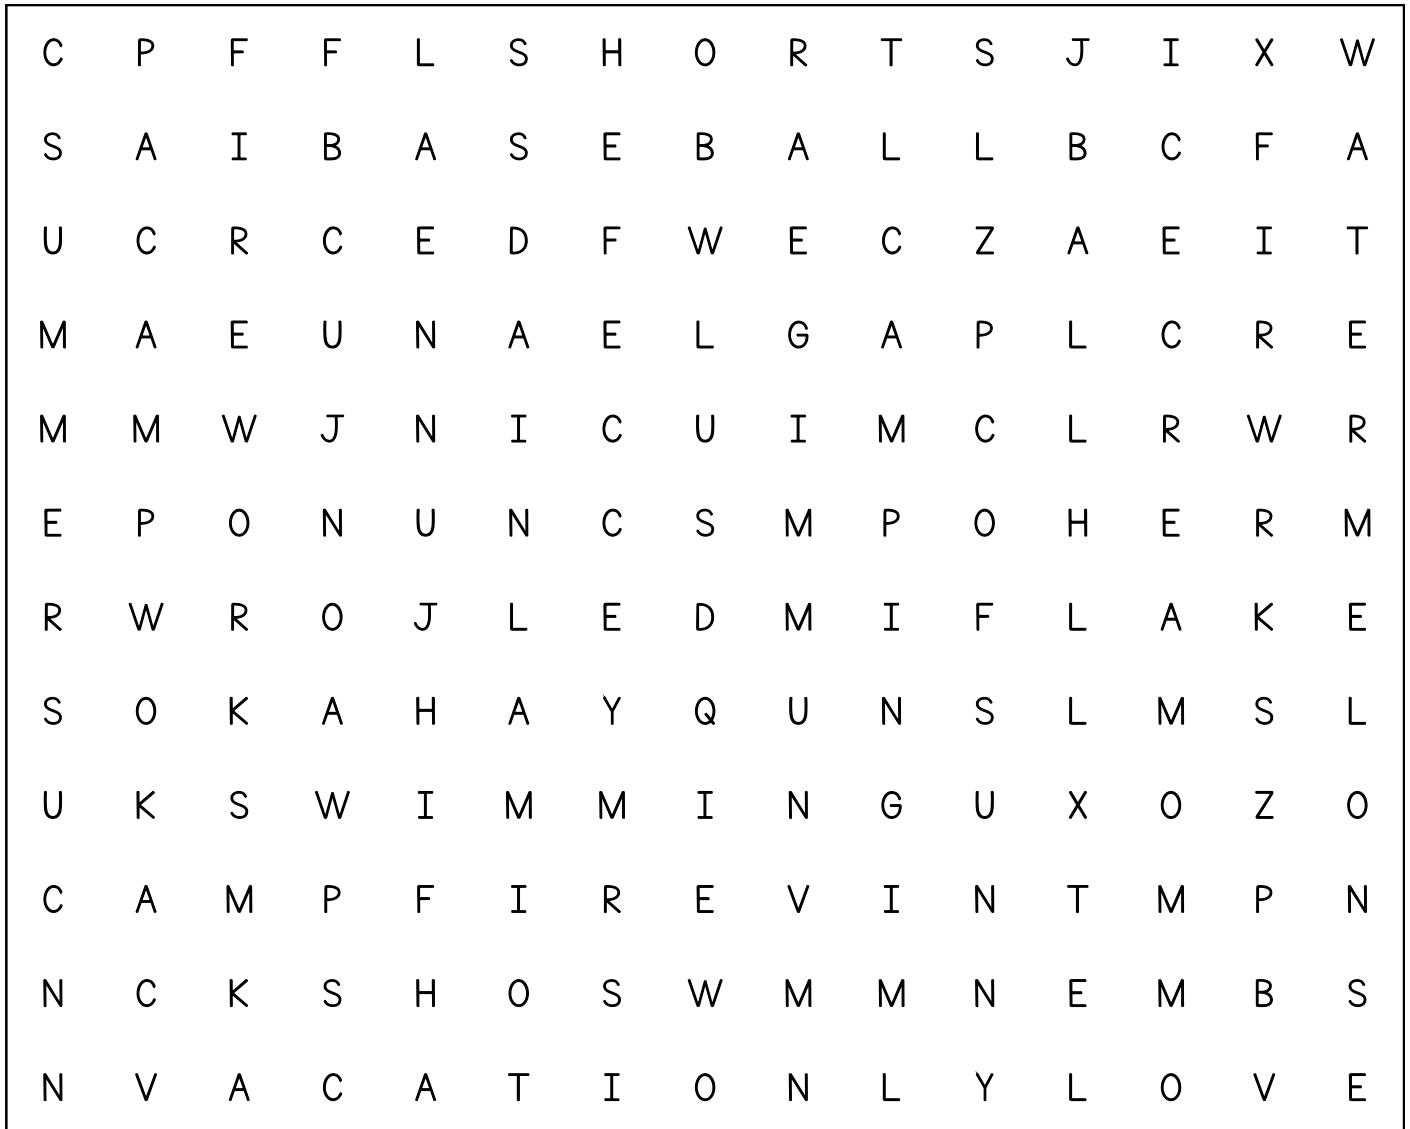 C P F F L S H O R T S J I X W
S A I B A S E B A L L B C F A
U C R C E D F W E C Z A E I T
M A E U N A E L G A P L C R E
M M W J N I C U I M C L R W R
E P O N U N C S M P O H E R M
R W R O J L E D M I F L A K E
S O K A H A Y Q U N S L M S L
U K S W I M M I N G U X O Z O
C A M P F I R E V I N T M P N
N C K S H O S W M M N E M B S
N V A C A T I O N L Y L O V E